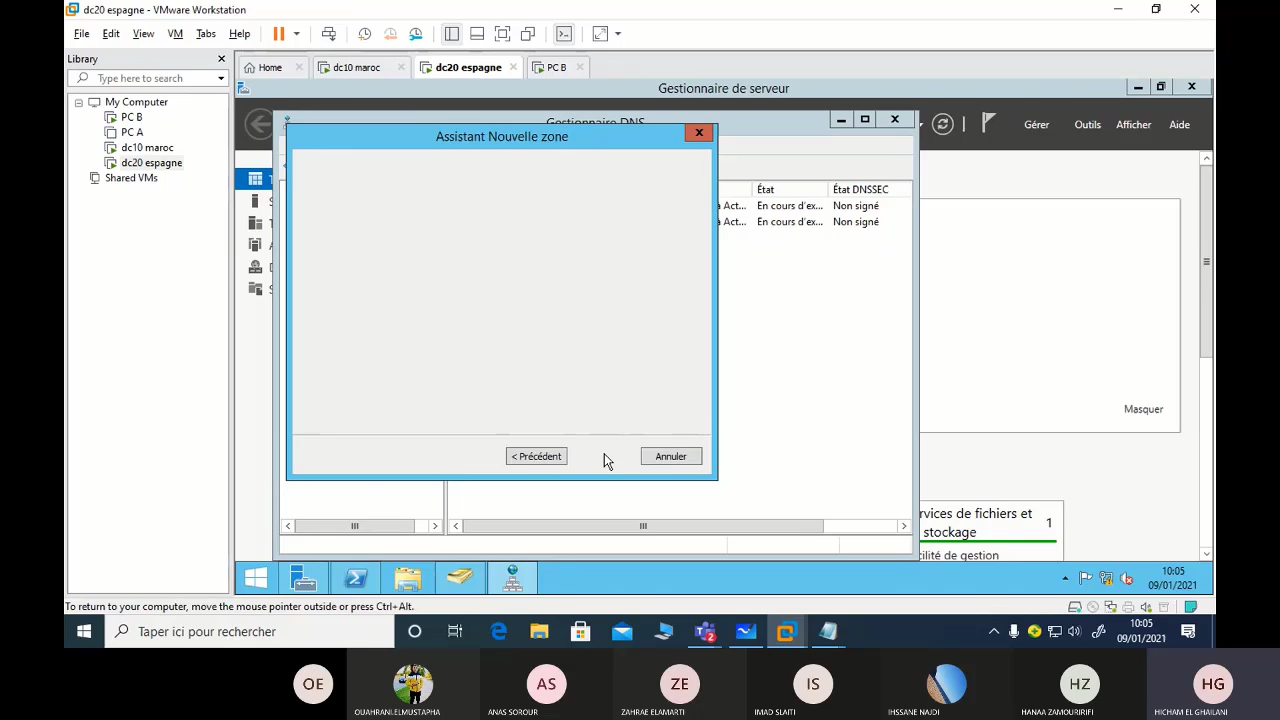 dc20 espagne - VMware Workstation
File Edit View VM Tabs Help
Library
Type here to search
My Computer
PC B
PC A
dc10 maroc
dc20 espagne
Shared VMs
Home
dc10 maroc
dc20 espagne
PC B
Gestionnaire de serveur
Gérer Outils Afficher Aide
Gestionnaire DNS
Assistant Nouvelle zone
État État DNSSEC
à Act... En cours d'ex... Non signé
à Act... En cours d'ex... Non signé
< Précédent
Annuler
Masquer
rvices de fichiers et
stockage
1
cilité de gestion
10:05
09/01/2021
To return to your computer, move the mouse pointer outside or press Ctrl+Alt.
Taper ici pour rechercher
10:05
09/01/2021
OE
OUAHRANI.ELMUSTAPHA
AS
ANAS SOROUR
ZE
ZAHRAE ELAMARTI
IS
IMAD SLAITI
IHSSANE NAJDI
HZ
HANAA ZAMOURIRFI
HG
HICHAM EL GHAILANI